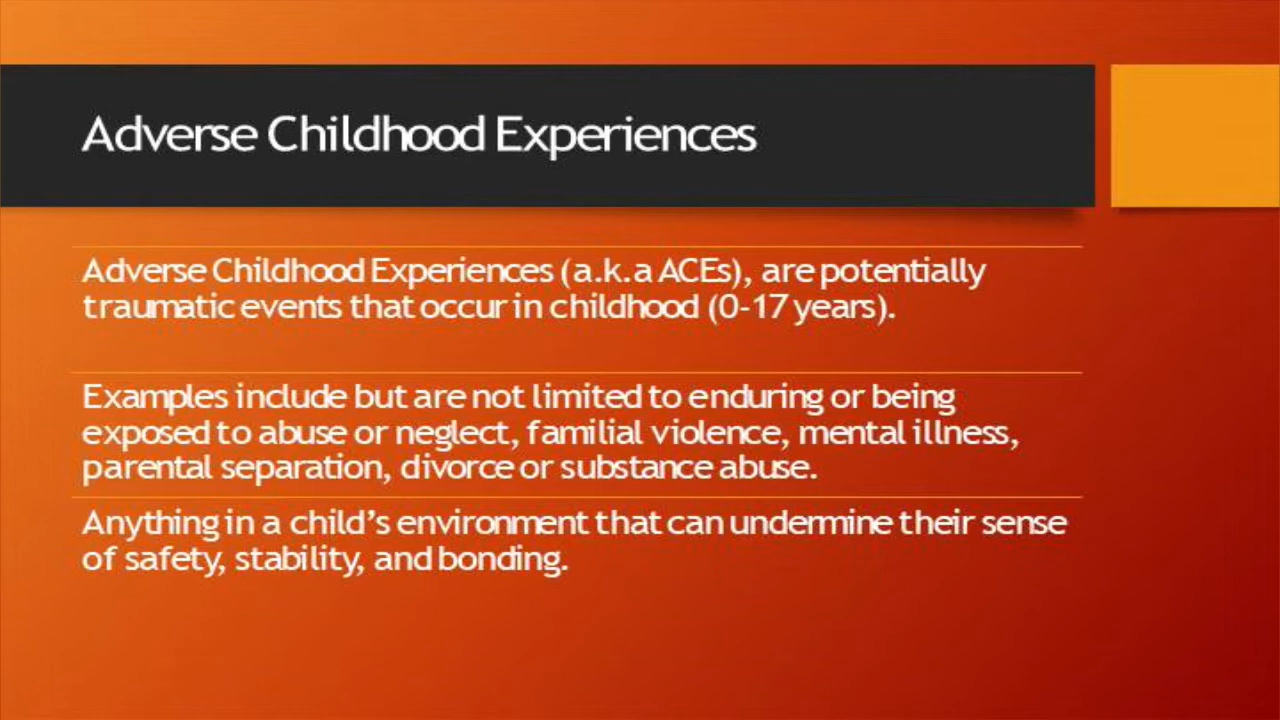 Adverse Childhood Experiences
Adverse Childhood Experiences (a.k.a ACEs), are potentially
traumatic events that occur in childhood (0-17 years).
Examples include but are not limited to enduring or being
exposed to abuse or neglect, familial violence, mental illness,
parental separation, divorce or substance abuse.
Anything in a child’s environment that can undermine their sense
of safety, stability, and bonding.